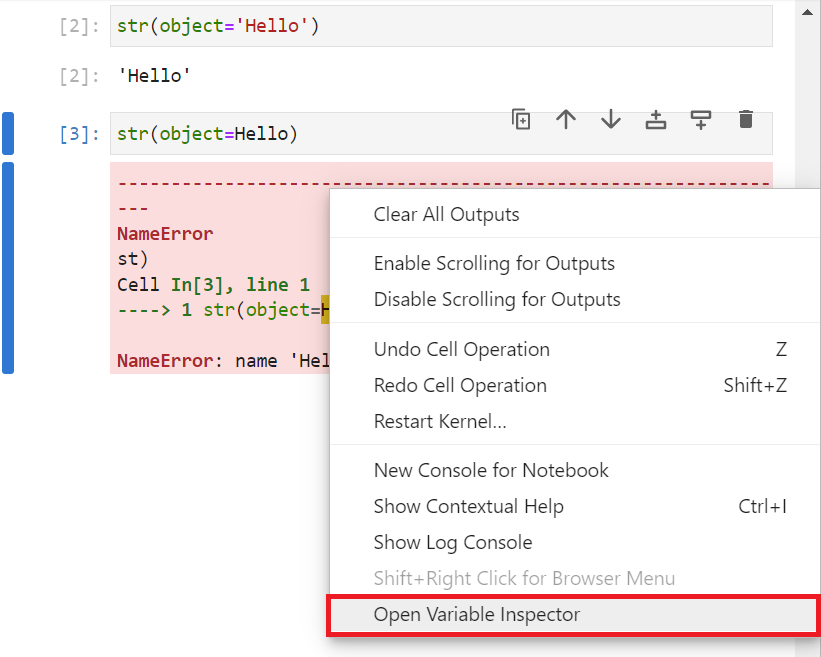 [2]: str(object='Hello')
[2]: 'Hello'
[3]: str(object=Hello)
-------------------------------------------------------------
---
NameError
st)
Cell In[3], line 1
----> 1 str(object=H
NameError: name 'Hel
Clear All Outputs
Enable Scrolling for Outputs
Disable Scrolling for Outputs
Undo Cell Operation Z
Redo Cell Operation Shift+Z
Restart Kernel...
New Console for Notebook
Show Contextual Help Ctrl+I
Show Log Console
Shift+Right Click for Browser Menu
Open Variable Inspector